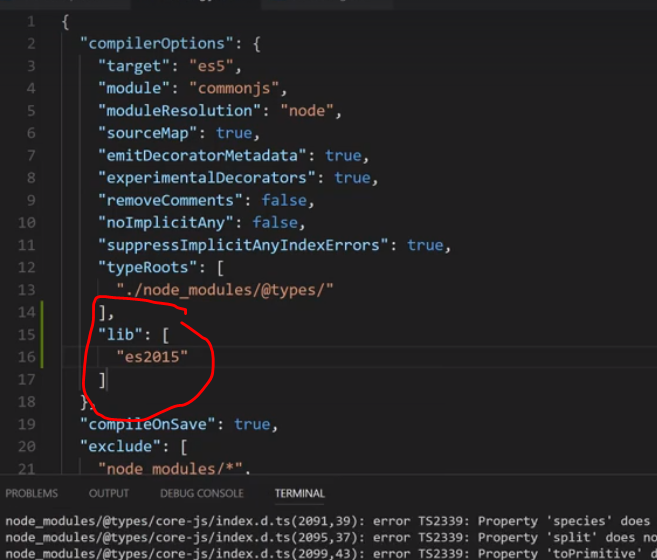 1 {
2 "compilerOptions": {
3 "target": "es5",
4 "module": "commonjs",
5 "moduleResolution": "node",
6 "sourceMap": true,
7 "emitDecoratorMetadata": true,
8 "experimentalDecorators": true,
9 "removeComments": false,
10 "noImplicitAny": false,
11 "suppressImplicitAnyIndexErrors": true,
12 "typeRoots": [
13 "./node_modules/@types/"
14 ],
15 "lib": [
16 "es2015"
17 ]
18 },
19 "compileOnSave": true,
20 "exclude": [
21 "node_modules/*",
PROBLEMS OUTPUT DEBUG CONSOLE TERMINAL
node_modules/@types/core-js/index.d.ts(2091,39): error TS2339: Property 'species' does
node_modules/@types/core-js/index.d.ts(2095,37): error TS2339: Property 'split' does no
node_modules/@types/core-js/index.d.ts(2099,43): error TS2339: Property 'toPrimitive'